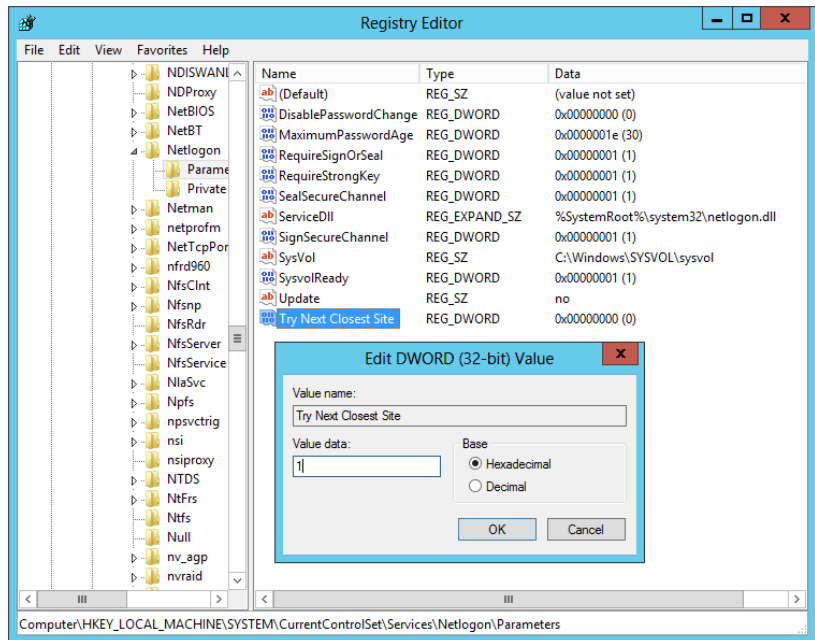 Registry Editor
File Edit View Favorites Help
NDISWANL
NDProxy
NetBIOS
NetBT
Netlogon
Parame
Private
Netman
netprofm
NetTcpPor
nfrd960
NfsClnt
Nfsnp
NfsRdr
NfsServer
NfsService
NlaSvc
Npfs
npsvctrig
nsi
nsiproxy
NTDS
NtFrs
Ntfs
Null
nv_agp
nvraid
Name Type Data
(Default) REG_SZ (value not set)
DisablePasswordChange REG_DWORD 0x00000000 (0)
MaximumPasswordAge REG_DWORD 0x0000001e (30)
RequireSignOrSeal REG_DWORD 0x00000001 (1)
RequireStrongKey REG_DWORD 0x00000001 (1)
SealSecureChannel REG_DWORD 0x00000001 (1)
ServiceDll REG_EXPAND_SZ %SystemRoot%\system32\netlogon.dll
SignSecureChannel REG_DWORD 0x00000001 (1)
SysVol REG_SZ C:\Windows\SYSVOL\sysvol
SysvolReady REG_DWORD 0x00000001 (1)
Update REG_SZ no
Try Next Closest Site REG_DWORD 0x00000000 (0)
Edit DWORD (32-bit) Value
Value name:
Try Next Closest Site
Value data: Base
1
Hexadecimal
Decimal
OK Cancel
Computer\HKEY_LOCAL_MACHINE\SYSTEM\CurrentControlSet\Services\Netlogon\Parameters